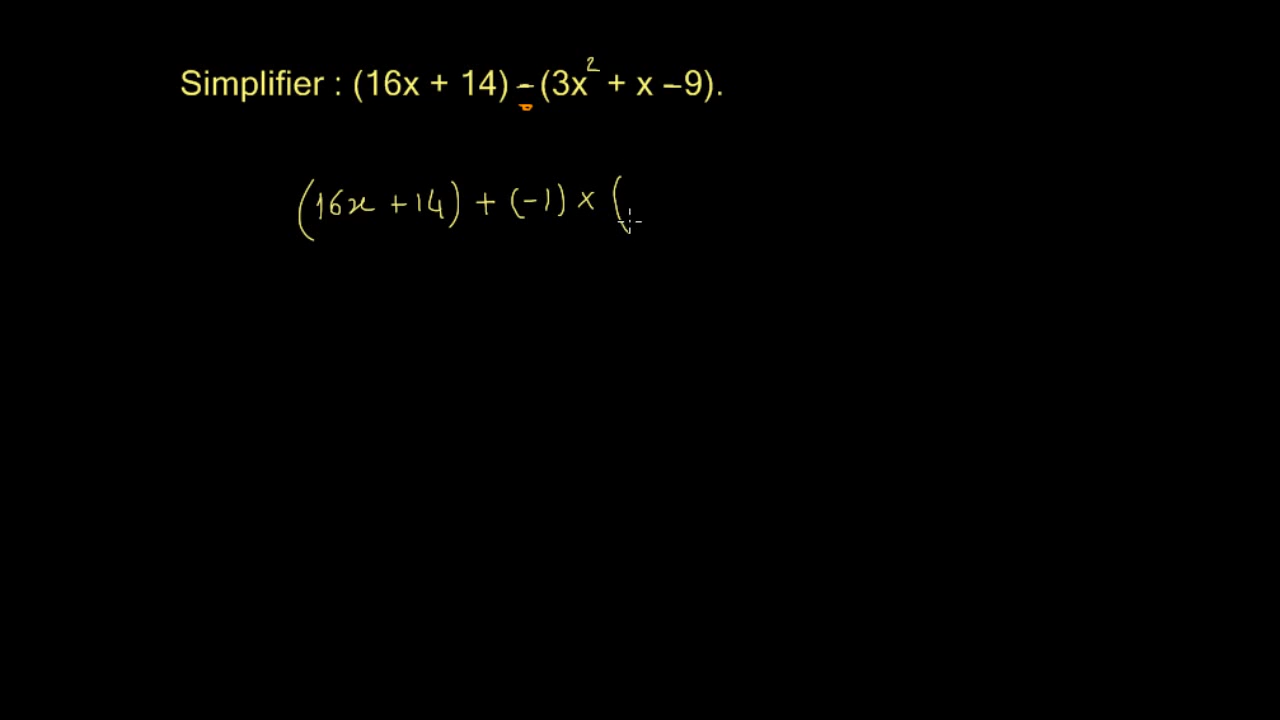 Simplifier : (16x + 14) – (3x² + x –9).
(16x + 14) + (-1) × (